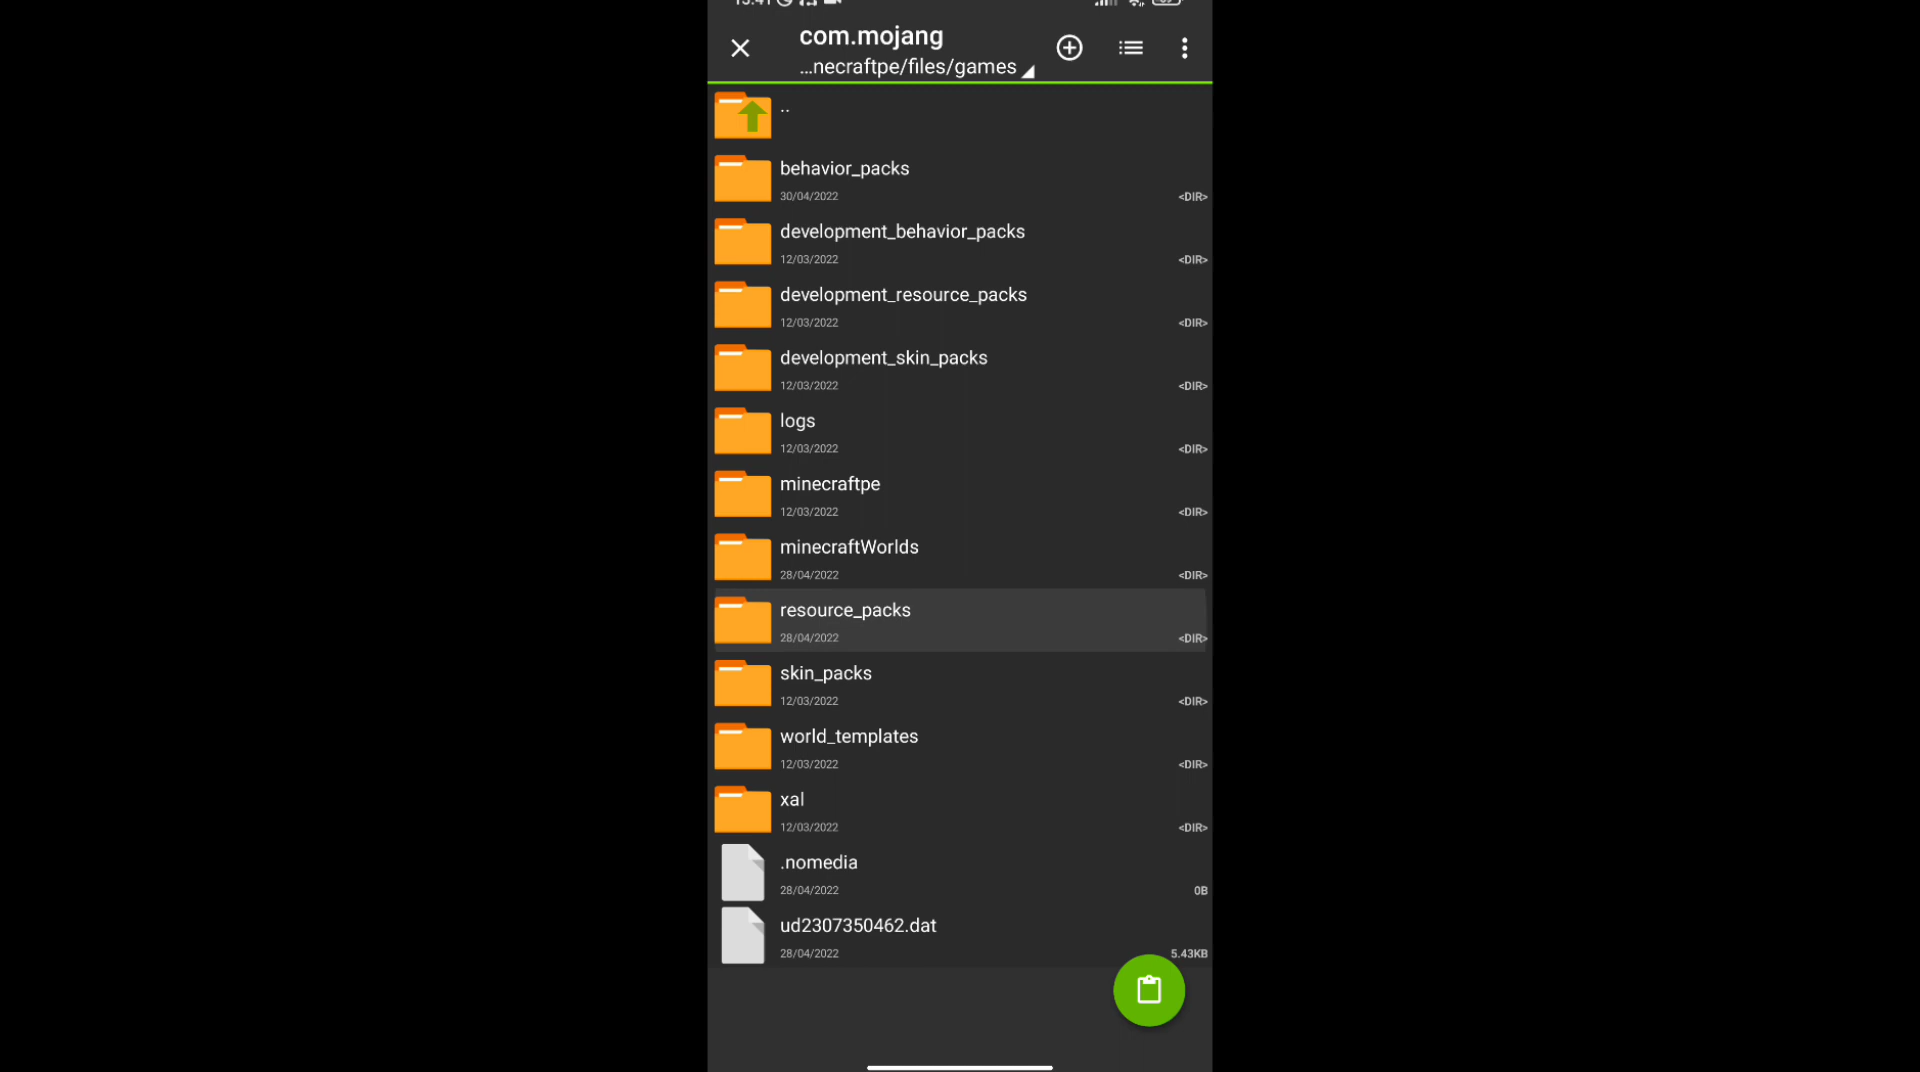 13:41
com.mojang
...necraftpe/files/games
..
behavior_packs
30/04/2022
<DIR>
development_behavior_packs
12/03/2022
<DIR>
development_resource_packs
12/03/2022
<DIR>
development_skin_packs
12/03/2022
<DIR>
logs
12/03/2022
<DIR>
minecraftpe
12/03/2022
<DIR>
minecraftWorlds
28/04/2022
<DIR>
resource_packs
28/04/2022
<DIR>
skin_packs
12/03/2022
<DIR>
world_templates
12/03/2022
<DIR>
xal
12/03/2022
<DIR>
.nomedia
28/04/2022
0B
ud2307350462.dat
28/04/2022
5.43KB